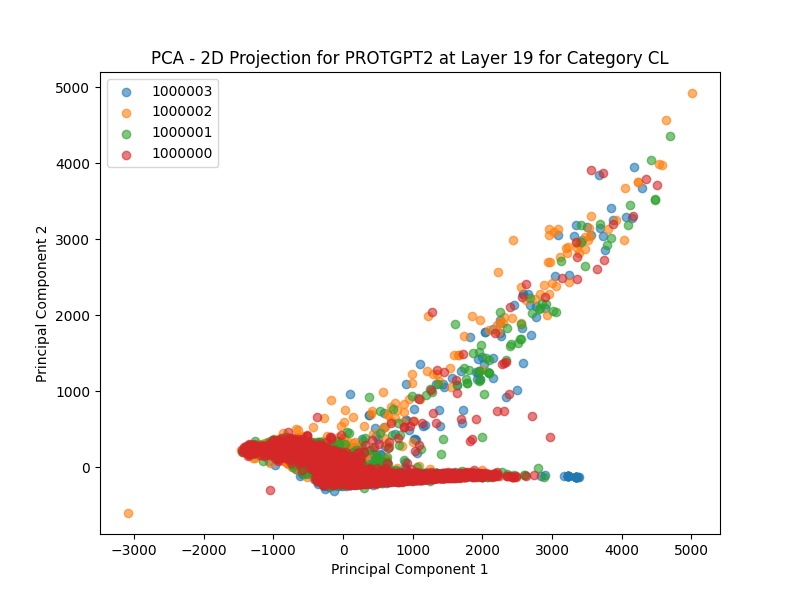 PCA - 2D Projection for PROTGPT2 at Layer 19 for Category CL
1000003
1000002
1000001
1000000
5000
4000
3000
2000
1000
0
Principal Component 2
−3000 −2000 −1000 0 1000 2000 3000 4000 5000
Principal Component 1